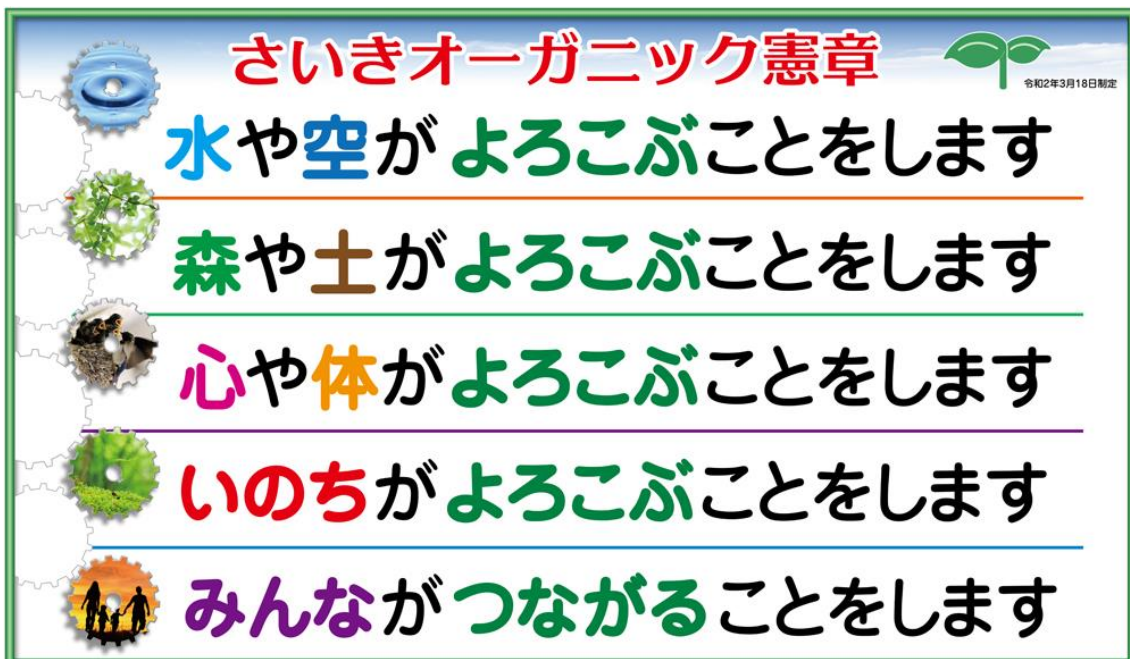 さいきオーガニック憲章
令和2年3月18日制定
水や空がよろこぶことをします
森や土がよろこぶことをします
心や体がよろこぶことをします
いのちがよろこぶことをします
みんながつながることをします